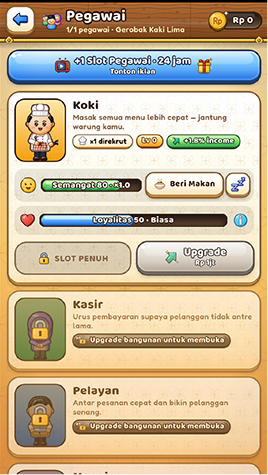 Pegawai
1/1 pegawai · Gerobak Kaki Lima
Rp
Rp 0
+1 Slot Pegawai · 24 jam
Tonton iklan
Koki
Masak semua menu lebih cepat — jantung
warung kamu.
x1 direkrut
Lv 0
+1.8% income
Semangat 80 · ×1.0
Beri Makan
Loyalitas 50 · Biasa
SLOT PENUH
Upgrade
Rp 1jt
Kasir
Urus pembayaran supaya pelanggan tidak antre
lama.
Upgrade bangunan untuk membuka
Pelayan
Antar pesanan cepat dan bikin pelanggan
senang.
Upgrade bangunan untuk membuka